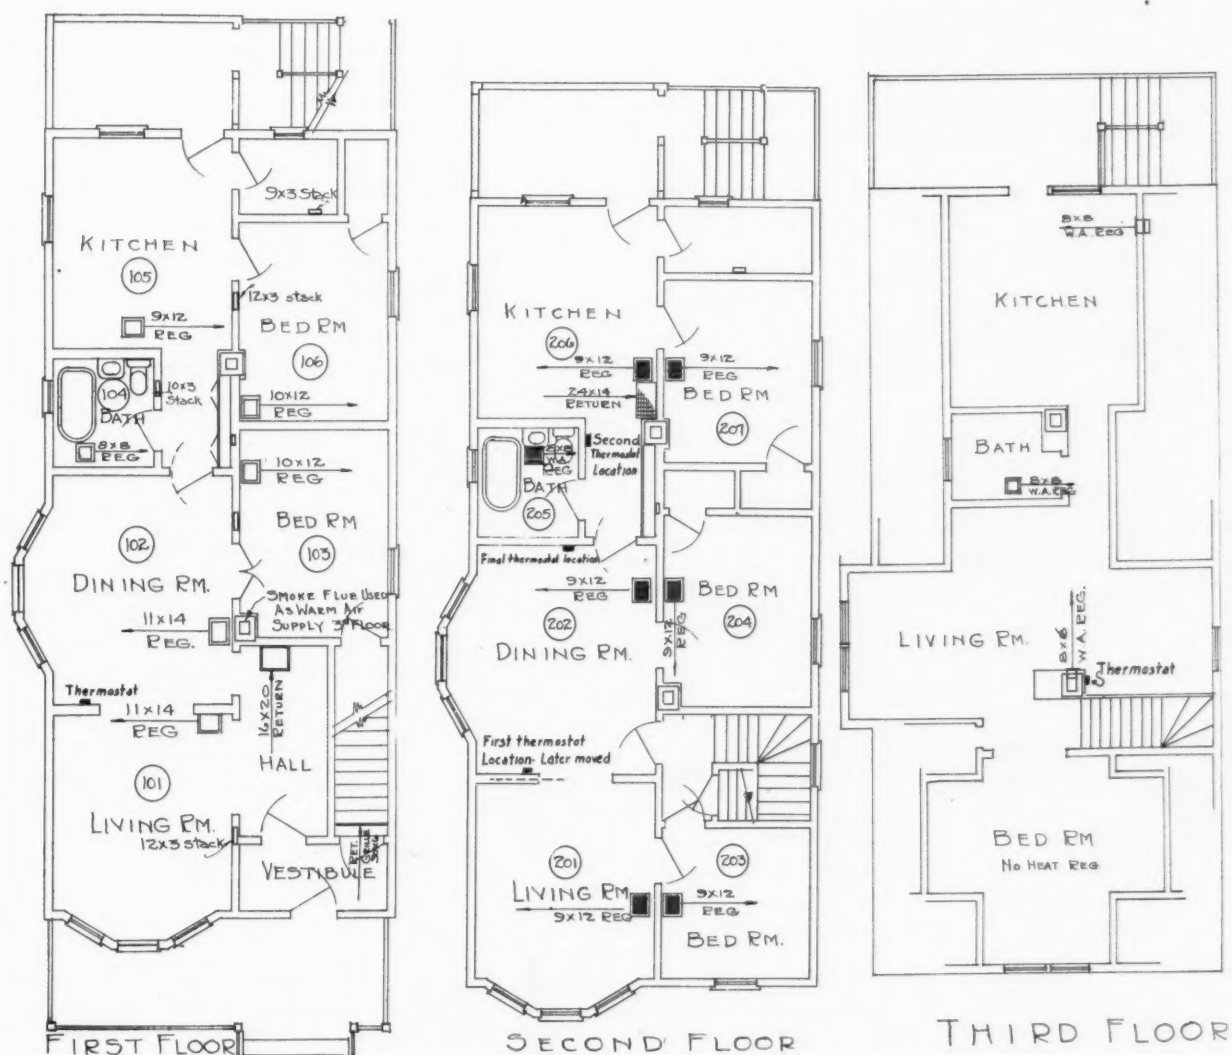 9x3 Stack
KITCHEN
105
9x12
REG
12x3 stack
BED RM
106
104
BATH
10x3
Stack
8x8
REG
10x12
REG
10x12
REG
BED RM
103
102
DINING RM.
SMOKE FLUE USED
AS WARM AIR
SUPPLY 3RD FLOOR
11x14
REG.
Thermostat
11x14
REG
16x20
RETURN
HALL
101
LIVING RM.
12x3 stack
VESTIBULE
RET.
GRILLE
FIRST FLOOR
KITCHEN
206
9x12
REG
9x12
REG
24x14
RETURN
BED RM
207
Second
Thermostat
Location
8x8
W.A.
REG
BATH
205
Final thermostat location
9x12
REG
BED RM
204
9x12
REG
202
DINING RM.
First thermostat
Location- Later moved
201
LIVING RM
9x12 REG
203
9x12
REG
BED RM.
SECOND FLOOR
8x8
W.A. REG
KITCHEN
BATH
8x8
W.A. REG
LIVING RM.
8x8
W.A. REG.
Thermostat
S
BED RM
NO HEAT REG
THIRD FLOOR